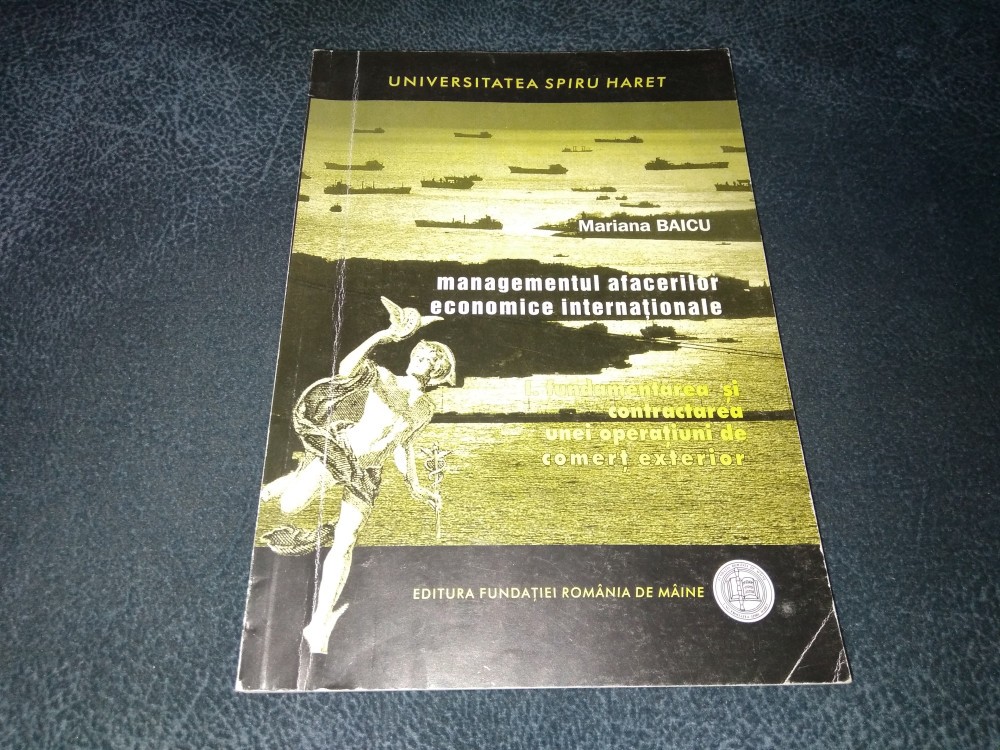 UNIVERSITATEA SPIRU HARET
Mariana BAICU
managementul afacerilor
economice internaționale
I. fundamentarea și
contractarea
unei operațiuni de
comerț exterior
EDITURA FUNDAȚIEI ROMÂNIA DE MÂINE